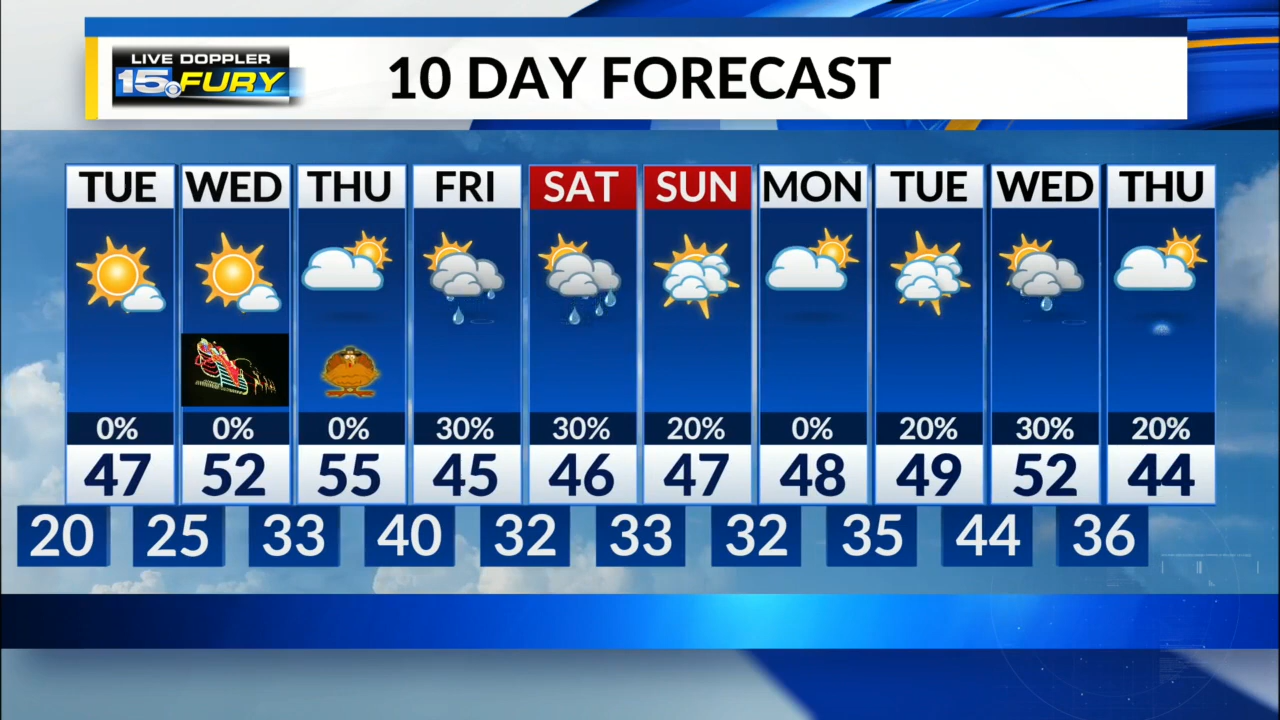 LIVE DOPPLER
15 FURY
10 DAY FORECAST
TUE WED THU FRI SAT SUN MON TUE WED THU
0% 0% 0% 30% 30% 20% 0% 20% 30% 20%
47 52 55 45 46 47 48 49 52 44
20 25 33 40 32 33 32 35 44 36